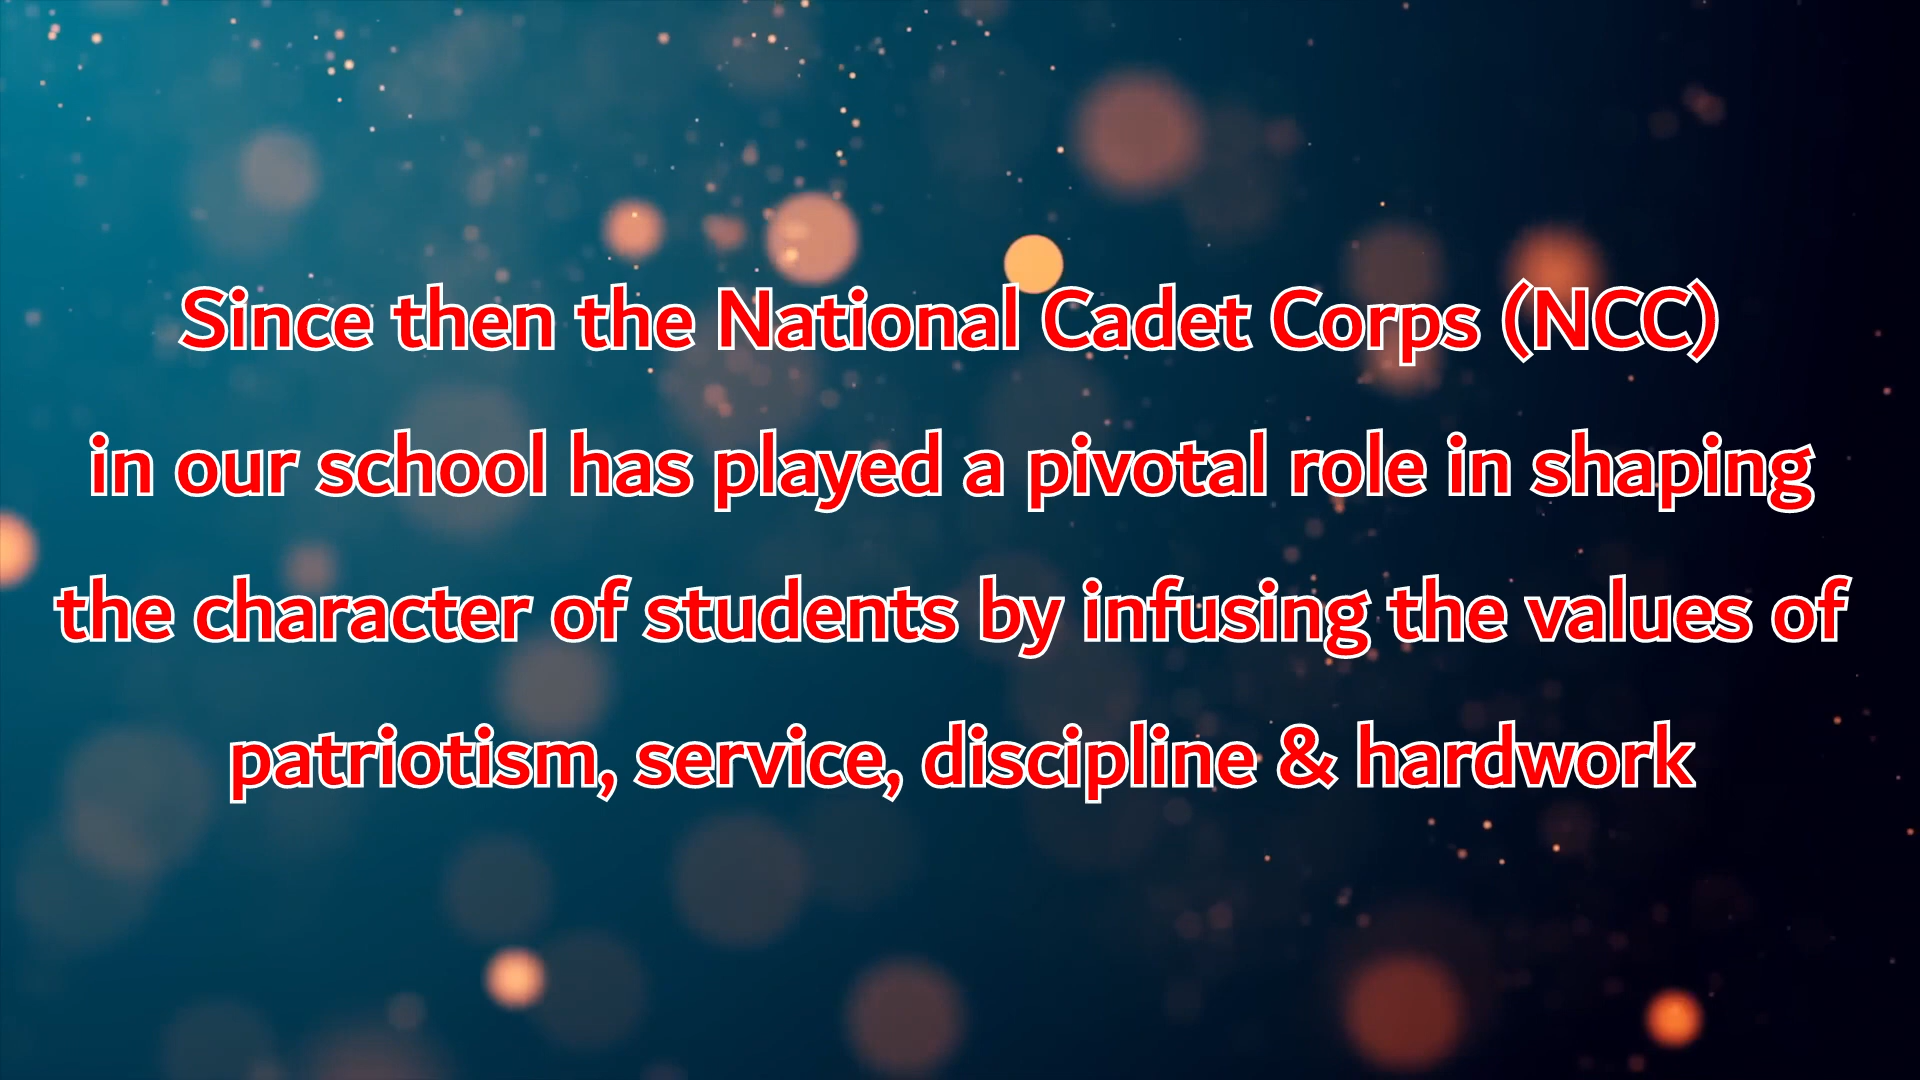 Since then the National Cadet Corps (NCC)
in our school has played a pivotal role in shaping
the character of students by infusing the values of
patriotism, service, discipline & hardwork